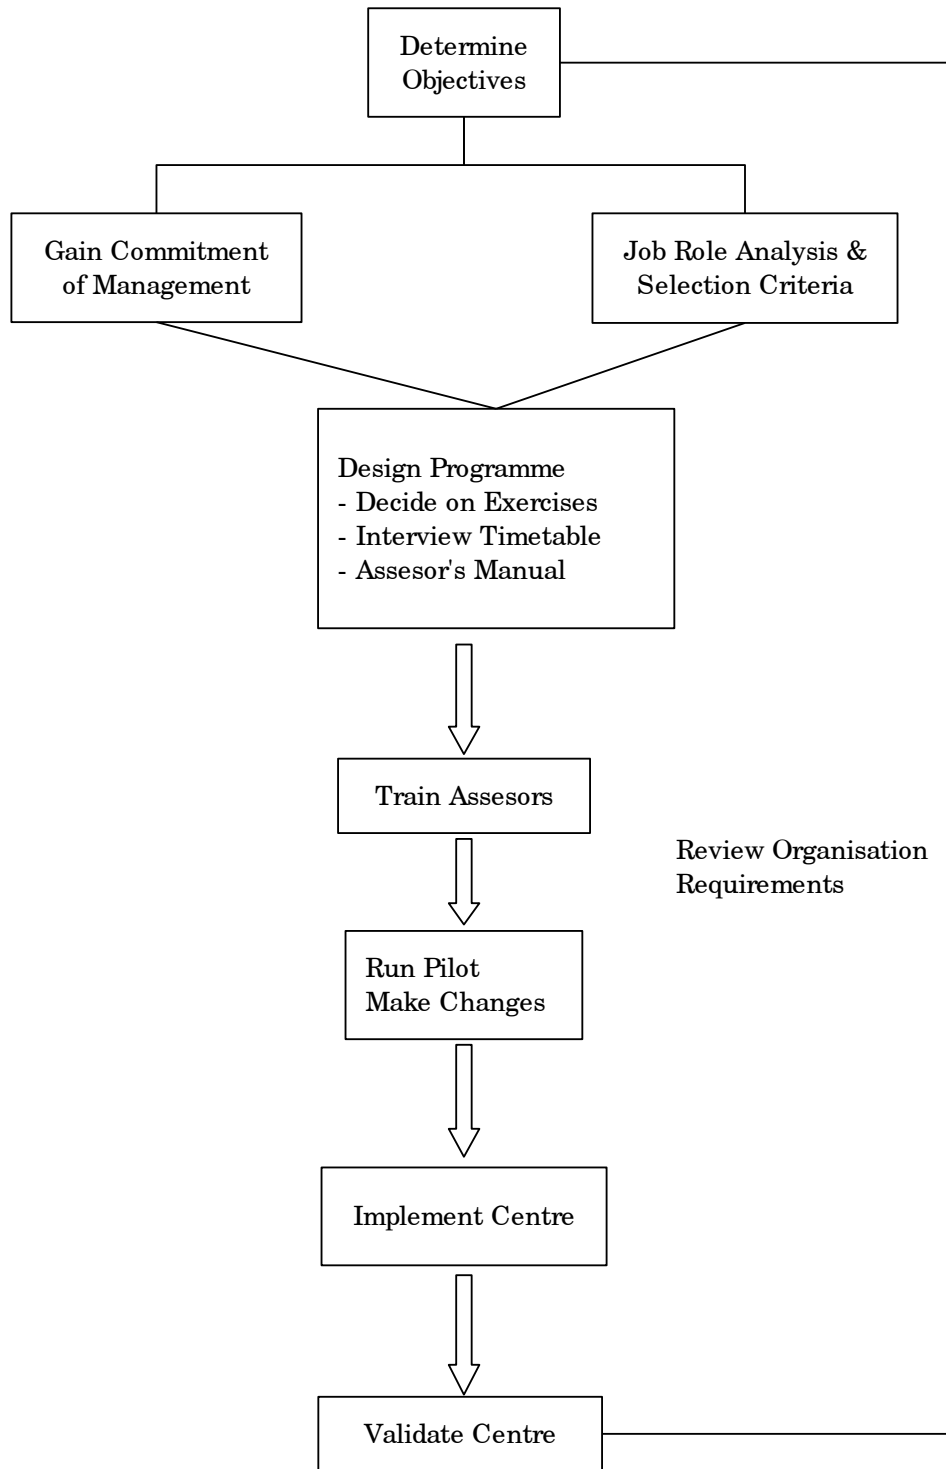 Determine
Objectives
Gain Commitment
of Management
Job Role Analysis &
Selection Criteria
Design Programme
- Decide on Exercises
- Interview Timetable
- Assesor's Manual
Train Assesors
Review Organisation
Requirements
Run Pilot
Make Changes
Implement Centre
Validate Centre